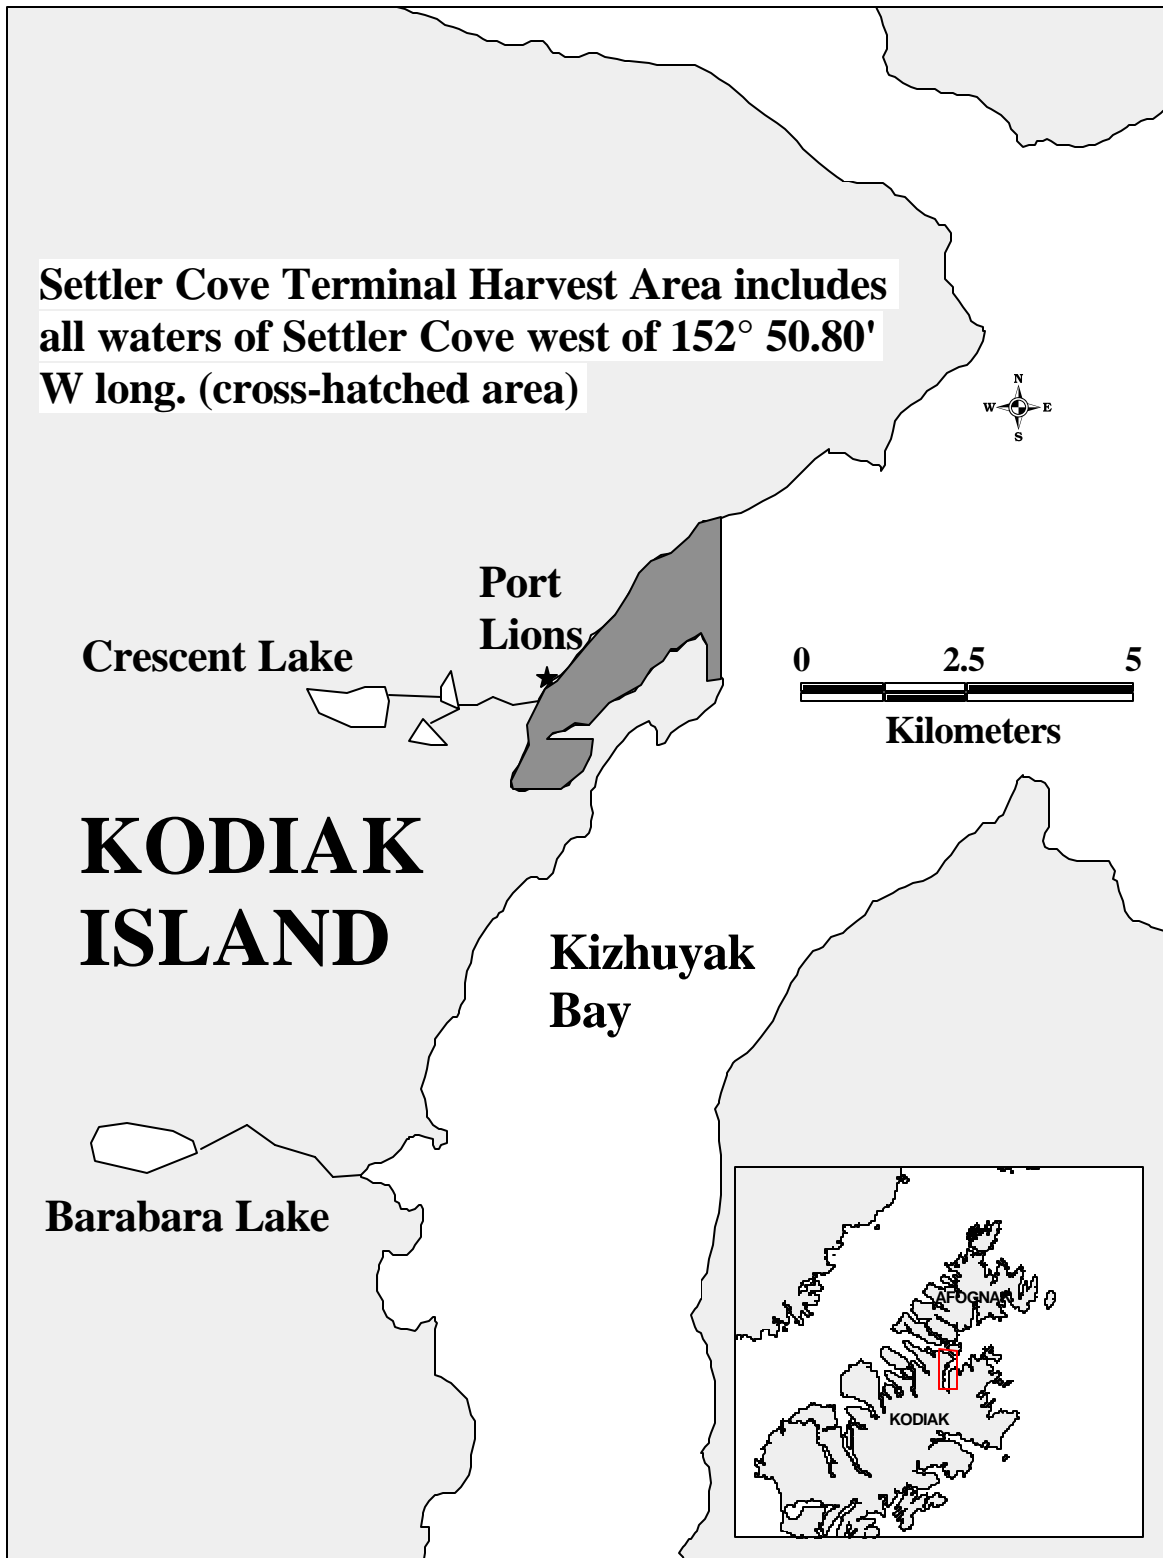 Settler Cove Terminal Harvest Area includes
all waters of Settler Cove west of 152° 50.80'
W long. (cross-hatched area)
N
W E
S
Port
Lions
Crescent Lake
0 2.5 5
Kilometers
KODIAK
ISLAND
Kizhuyak
Bay
Barabara Lake
AFOGNAK
KODIAK